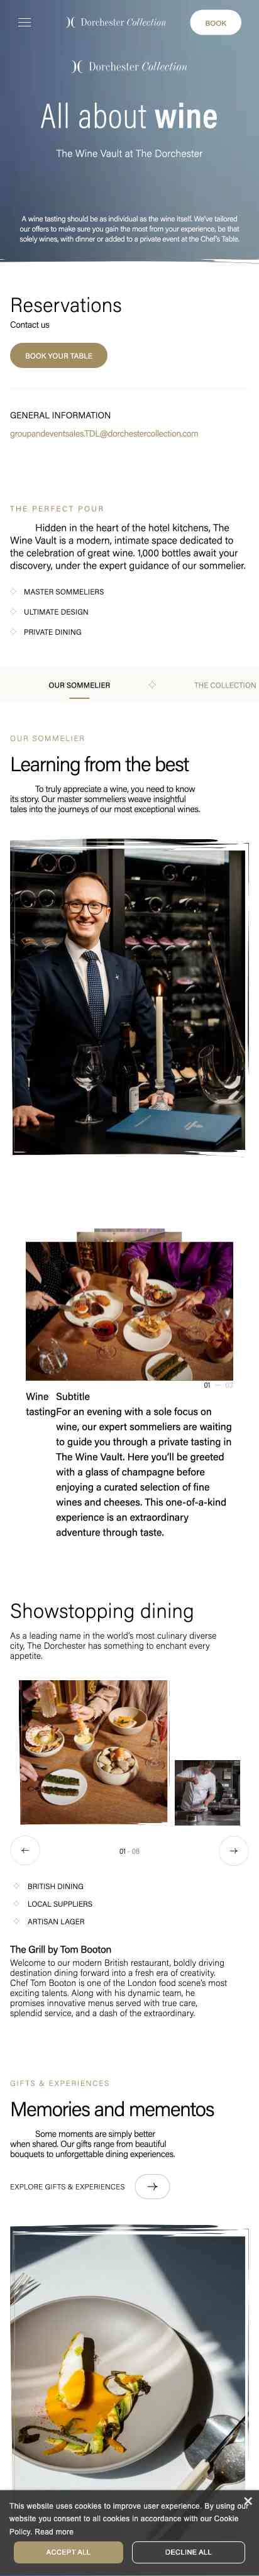 Dorchester Collection
BOOK
Dorchester Collection
All about wine
The Wine Vault at The Dorchester
A wine tasting should be as individual as the wine itself. We've tailored
our offers to make sure you gain the most from your experience, be that
solely wines, with dinner or added to a private event at the Chef's Table.
Reservations
Contact us
BOOK YOUR TABLE
GENERAL INFORMATION
groupandeventsales.TDL@dorchestercollection.com
THE PERFECT POUR
Hidden in the heart of the hotel kitchens, The
Wine Vault is a modern, intimate space dedicated to
the celebration of great wine. 1,000 bottles await your
discovery, under the expert guidance of our sommelier.
MASTER SOMMELIERS
ULTIMATE DESIGN
PRIVATE DINING
OUR SOMMELIER
THE COLLECTION
OUR SOMMELIER
Learning from the best
To truly appreciate a wine, you need to know
its story. Our master sommeliers weave insightful
tales into the journeys of our most exceptional wines.
01 — 03
Wine Subtitle
tastingFor an evening with a sole focus on
wine, our expert sommeliers are waiting
to guide you through a private tasting in
The Wine Vault. Here you'll be greeted
with a glass of champagne before
enjoying a curated selection of fine
wines and cheeses. This one-of-a-kind
experience is an extraordinary
adventure through taste.
Showstopping dining
As a leading name in the world's most culinary diverse
city, The Dorchester has something to enchant every
appetite.
01 - 08
BRITISH DINING
LOCAL SUPPLIERS
ARTISAN LAGER
The Grill by Tom Booton
Welcome to our modern British restaurant, boldly driving
destination dining forward into a fresh era of creativity.
Chef Tom Booton is one of the London food scene's most
exciting talents. Along with his dynamic team, he
promises innovative menus served with true care,
splendid service, and a dash of the extraordinary.
GIFTS & EXPERIENCES
Memories and mementos
Some moments are simply better
when shared. Our gifts range from beautiful
bouquets to unforgettable dining experiences.
EXPLORE GIFTS & EXPERIENCES
This website uses cookies to improve user experience. By using our
website you consent to all cookies in accordance with our Cookie
Policy. Read more
ACCEPT ALL
DECLINE ALL